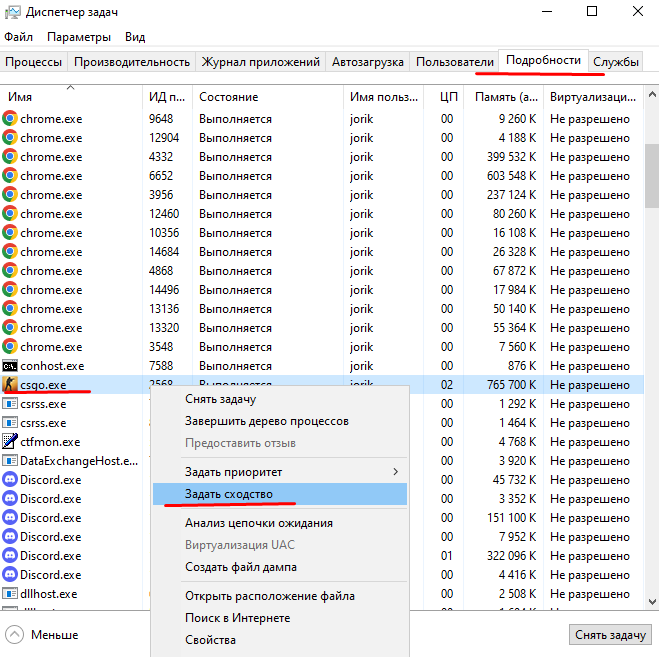 Диспетчер задач
Файл Параметры Вид
Процессы Производительность Журнал приложений Автозагрузка Пользователи Подробности Службы
Имя ИД п... Состояние Имя польз... ЦП Память (а... Виртуализаци...
chrome.exe 9648 Выполняется jorik 00 9 260 K Не разрешено
chrome.exe 12904 Выполняется jorik 00 4 188 K Не разрешено
chrome.exe 4332 Выполняется jorik 00 399 532 K Не разрешено
chrome.exe 6652 Выполняется jorik 00 603 548 K Не разрешено
chrome.exe 3956 Выполняется jorik 00 237 124 K Не разрешено
chrome.exe 12460 Выполняется jorik 00 80 260 K Не разрешено
chrome.exe 10356 Выполняется jorik 00 16 108 K Не разрешено
chrome.exe 14684 Выполняется jorik 00 26 328 K Не разрешено
chrome.exe 4868 Выполняется jorik 00 67 872 K Не разрешено
chrome.exe 14496 Выполняется jorik 00 17 984 K Не разрешено
chrome.exe 13136 Выполняется jorik 00 50 140 K Не разрешено
chrome.exe 13320 Выполняется jorik 00 55 364 K Не разрешено
chrome.exe 3548 Выполняется jorik 00 7 560 K Не разрешено
conhost.exe 7588 Выполняется jorik 00 876 K Не разрешено
csgo.exe 2568 Выполняется jorik 02 765 700 K Не разрешено
csrss.exe 00 1 292 K Не разрешено
csrss.exe 00 1 464 K Не разрешено
ctfmon.exe 00 4 768 K Не разрешено
DataExchangeHost.e... 00 3 920 K Не разрешено
Discord.exe 00 45 732 K Не разрешено
Discord.exe 00 3 352 K Не разрешено
Discord.exe 00 151 100 K Не разрешено
Discord.exe 00 7 952 K Не разрешено
Discord.exe 01 322 096 K Не разрешено
Discord.exe 00 4 416 K Не разрешено
dllhost.exe 00 2 508 K Не разрешено
Снять задачу
Завершить дерево процессов
Предоставить отзыв
Задать приоритет
Задать сходство
Анализ цепочки ожидания
Виртуализация UAC
Создать файл дампа
Открыть расположение файла
Поиск в Интернете
Свойства
Меньше Снять задачу